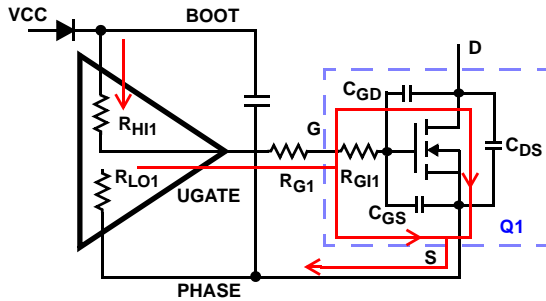 VCC
BOOT
D
CGD
RHI1
G
CDS
RLO1
RG1
RGI1
UGATE
CGS
Q1
S
PHASE